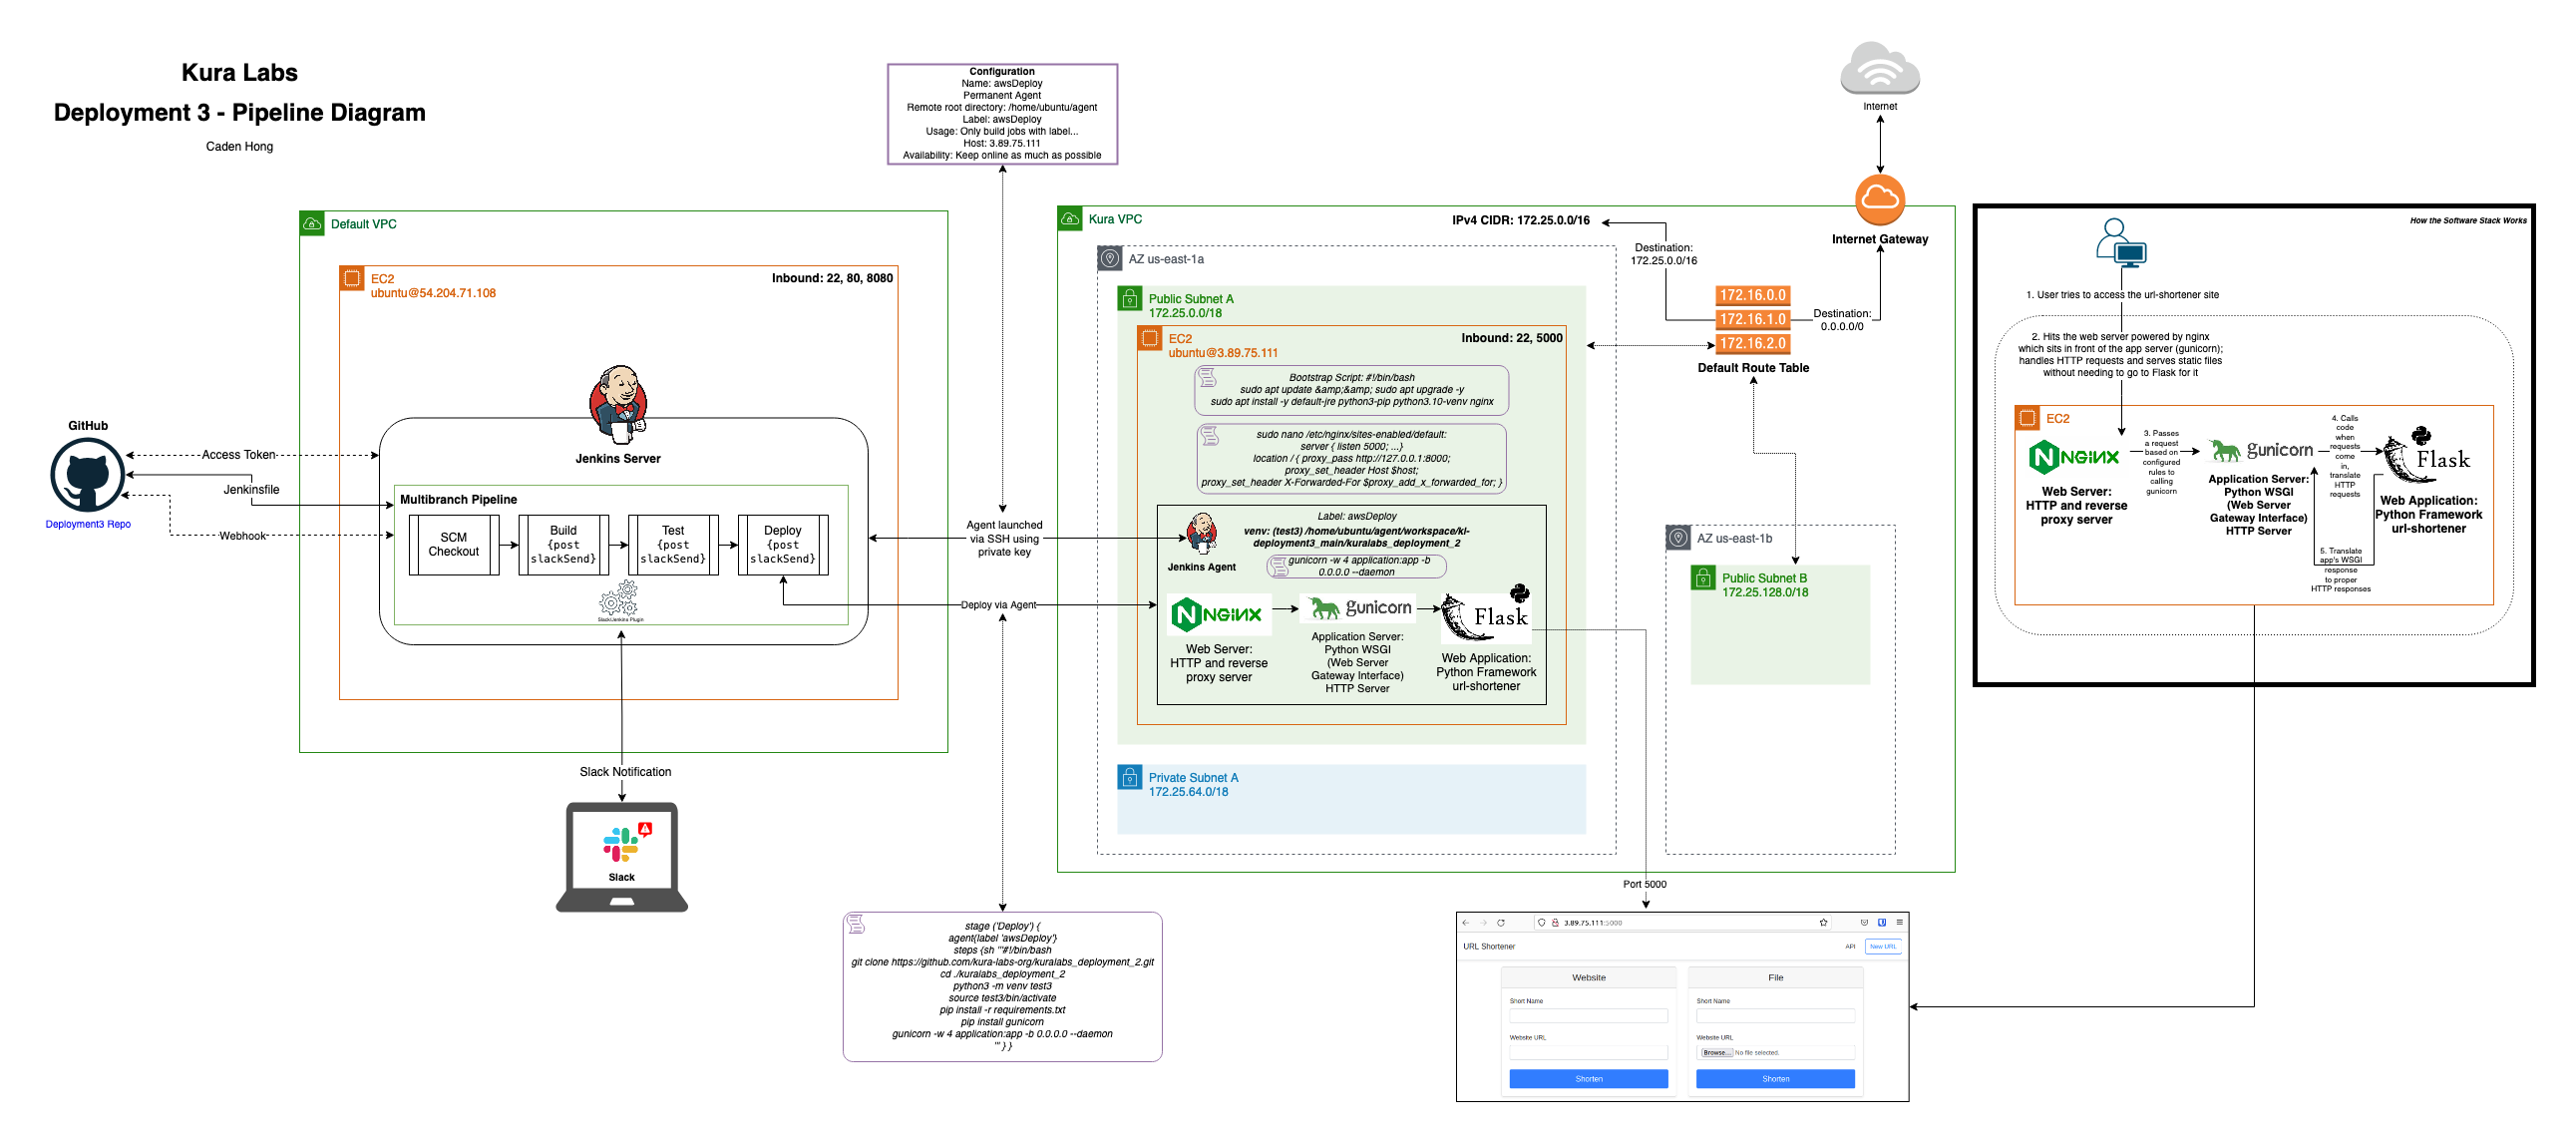 Kura Labs
Deployment 3 - Pipeline Diagram
Caden Hong
Configuration
Name: awsDeploy
Permanent Agent
Remote root directory: /home/ubuntu/agent
Label: awsDeploy
Usage: Only build jobs with label...
Host: 3.89.75.111
Availability: Keep online as much as possible
GitHub
Deployment3 Repo
Access Token
Jenkinsfile
Webhook
Default VPC
EC2
ubuntu@54.204.71.108
Inbound: 22, 80, 8080
Jenkins Server
Multibranch Pipeline
SCM
Checkout
Build
{post
slackSend}
Test
{post
slackSend}
Deploy
{post
slackSend}
Slack/Jenkins Plugin
Slack Notification
Slack
Agent launched
via SSH using
private key
Deploy via Agent
stage ('Deploy') {
agent{label 'awsDeploy'}
steps {sh '''#!/bin/bash
git clone https://github.com/kura-labs-org/kuralabs_deployment_2.git
cd ./kuralabs_deployment_2
python3 -m venv test3
source test3/bin/activate
pip install -r requirements.txt
pip install gunicorn
gunicorn -w 4 application:app -b 0.0.0.0 --daemon
''' } }
Kura VPC
IPv4 CIDR: 172.25.0.0/16
AZ us-east-1a
Public Subnet A
172.25.0.0/18
EC2
ubuntu@3.89.75.111
Inbound: 22, 5000
Bootstrap Script: #!/bin/bash
sudo apt update &amp;&amp; sudo apt upgrade -y
sudo apt install -y default-jre python3-pip python3.10-venv nginx
sudo nano /etc/nginx/sites-enabled/default:
server { listen 5000; ...}
location / { proxy_pass http://127.0.0.1:8000;
proxy_set_header Host $host;
proxy_set_header X-Forwarded-For $proxy_add_x_forwarded_for; }
Label: awsDeploy
venv: (test3) /home/ubuntu/agent/workspace/kl-
deployment3_main/kuralabs_deployment_2
Jenkins Agent
gunicorn -w 4 application:app -b
0.0.0.0 --daemon
NGINX
gunicorn
Flask
Web Server:
HTTP and reverse
proxy server
Application Server:
Python WSGI
(Web Server
Gateway Interface)
HTTP Server
Web Application:
Python Framework
url-shortener
Private Subnet A
172.25.64.0/18
Internet
Internet Gateway
Destination:
172.25.0.0/16
172.16.0.0
172.16.1.0
172.16.2.0
Destination:
0.0.0.0/0
Default Route Table
AZ us-east-1b
Public Subnet B
172.25.128.0/18
Port 5000
3.89.75.111:5000
URL Shortener
API
New URL
Website
Short Name
Website URL
Shorten
File
Short Name
Website URL
Browse... No file selected.
Shorten
How the Software Stack Works
1. User tries to access the url-shortener site
2. Hits the web server powered by nginx
which sits in front of the app server (gunicorn);
handles HTTP requests and serves static files
without needing to go to Flask for it
EC2
NGINX
Web Server:
HTTP and reverse
proxy server
3. Passes
a request
based on
configured
rules to
calling
gunicorn
gunicorn
Application Server:
Python WSGI
(Web Server
Gateway Interface)
HTTP Server
4. Calls
code
when
requests
come
in,
translate
HTTP
requests
Flask
Web Application:
Python Framework
url-shortener
5. Translate
app's WSGI
response
to proper
HTTP responses